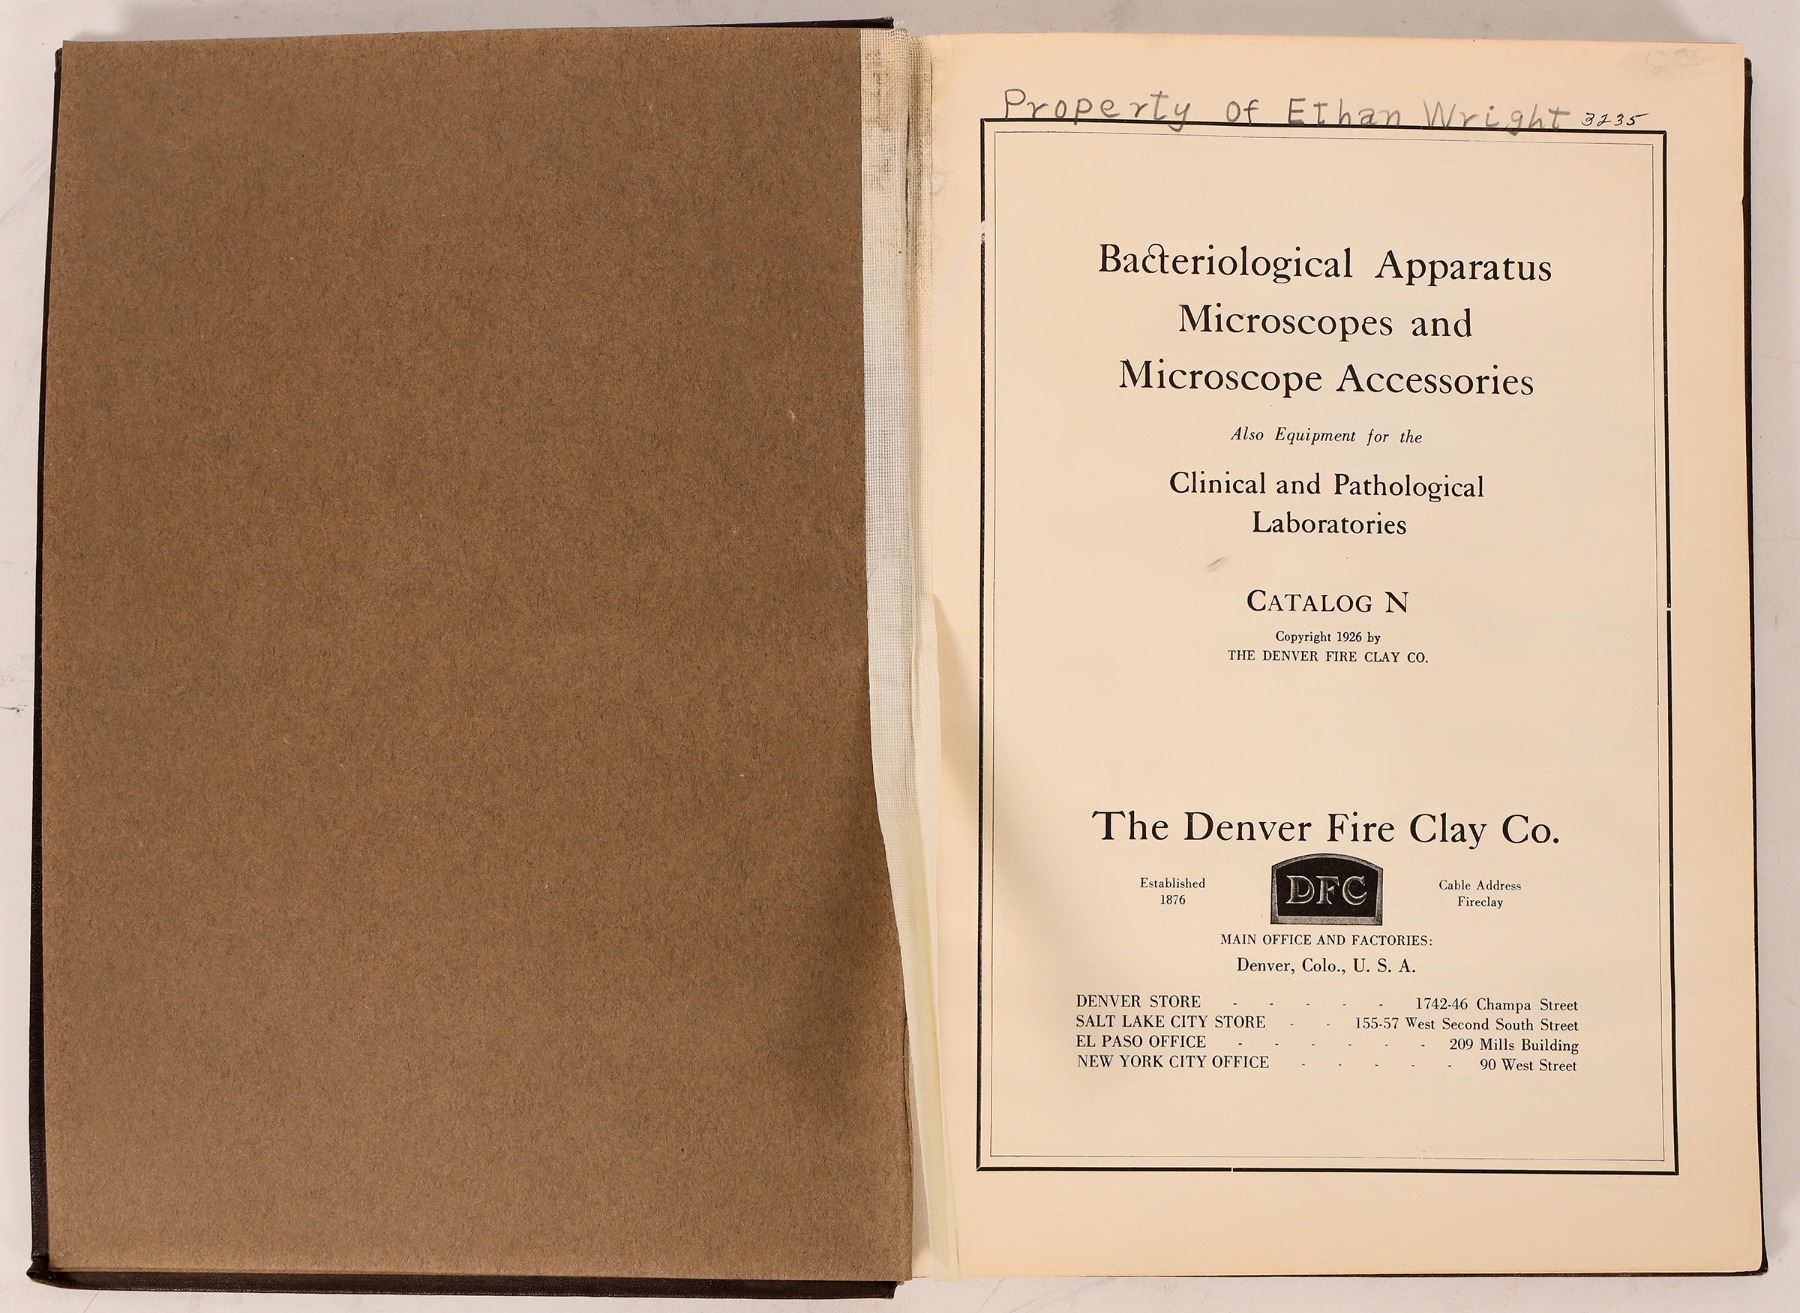 Property of Ethan Wright 3235
Bacteriological Apparatus
Microscopes and
Microscope Accessories
Also Equipment for the
Clinical and Pathological
Laboratories
CATALOG N
Copyright 1926 by
THE DENVER FIRE CLAY CO.
The Denver Fire Clay Co.
Established
1876
DFC
Cable Address
Fireclay
MAIN OFFICE AND FACTORIES:
Denver, Colo., U. S. A.
DENVER STORE - - - - - 1742-46 Champa Street
SALT LAKE CITY STORE - - 155-57 West Second South Street
EL PASO OFFICE - - - - - - 209 Mills Building
NEW YORK CITY OFFICE - - - - - 90 West Street